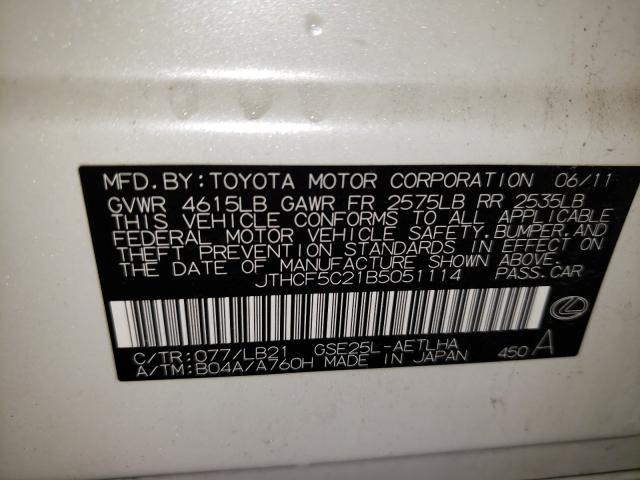 MFD. BY: TOYOTA MOTOR CORPORATION 06/11
GVWR 4615LB GAWR FR 2575LB RR 2535LB
THIS VEHICLE CONFORMS TO ALL APPLICABLE
FEDERAL MOTOR VEHICLE SAFETY, BUMPER, AND
THEFT PREVENTION STANDARDS IN EFFECT ON
THE DATE OF MANUFACTURE SHOWN ABOVE.
JTHCF5C21B5051114 PASS. CAR
C/TR: 077/LB21 GSE25L-AETLHA
A/TM: B04A/A760H MADE IN JAPAN 450 A